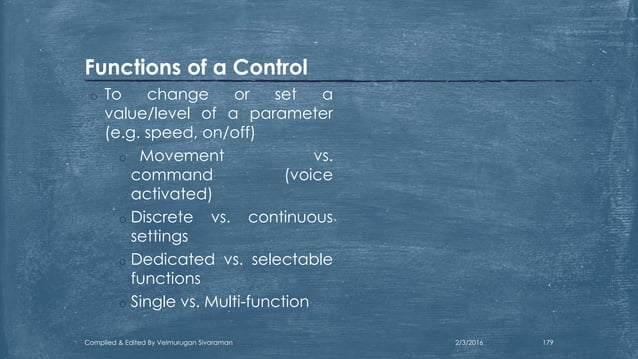 Functions of a Control
o To change or set a
value/level of a parameter
(e.g. speed, on/off)
o Movement vs.
command (voice
activated)
o Discrete vs. continuous
settings
o Dedicated vs. selectable
functions
o Single vs. Multi-function
Complied & Edited By Velmurugan Sivaraman 2/3/2016 179